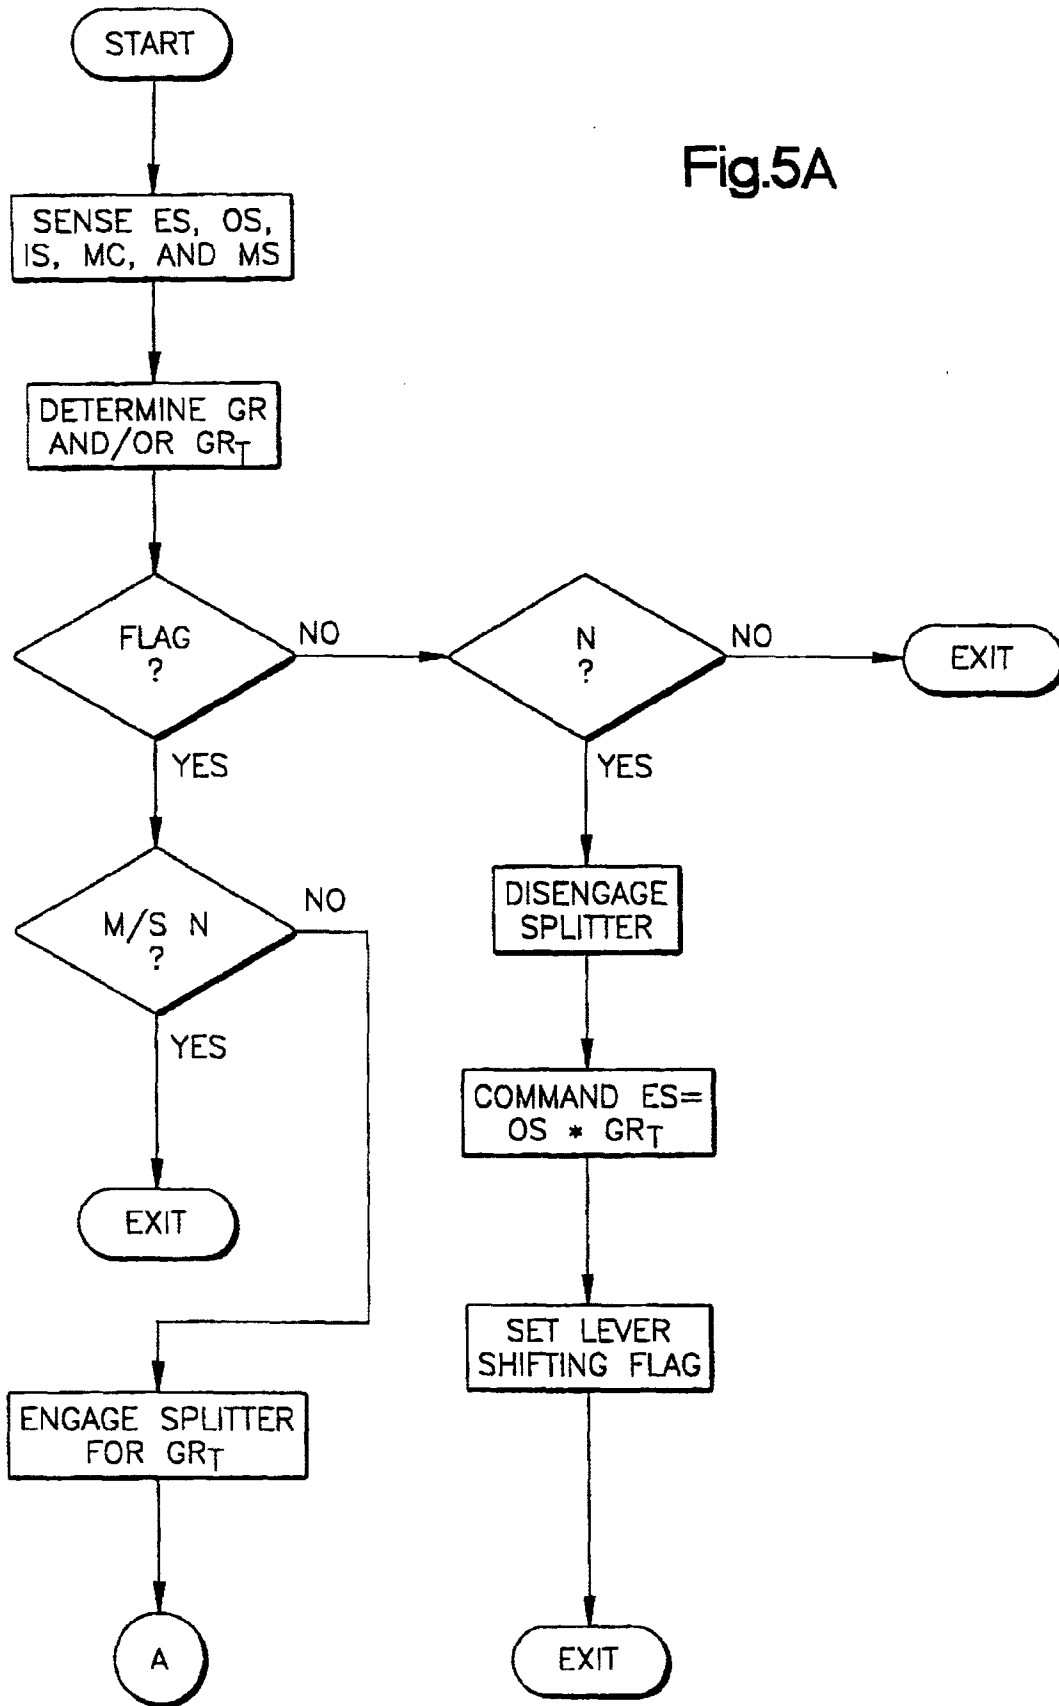 START
Fig.5A
SENSE ES, OS,
IS, MC, AND MS
DETERMINE GR
AND/OR GRT
FLAG
?
NO
N
?
NO
EXIT
YES
YES
M/S N
?
NO
DISENGAGE
SPLITTER
YES
COMMAND ES=
OS * GRT
EXIT
SET LEVER
SHIFTING FLAG
ENGAGE SPLITTER
FOR GRT
A
EXIT